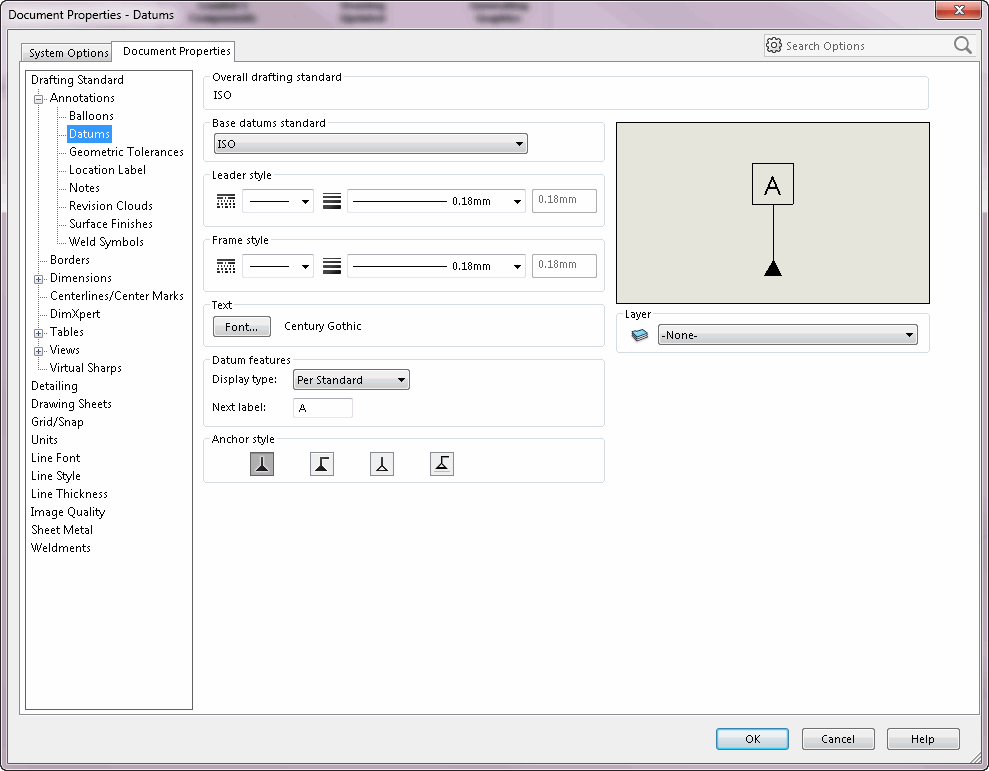 Document Properties - Datums
System Options
Document Properties
Search Options
Drafting Standard
Annotations
Balloons
Datums
Geometric Tolerances
Location Label
Notes
Revision Clouds
Surface Finishes
Weld Symbols
Borders
Dimensions
Centerlines/Center Marks
DimXpert
Tables
Views
Virtual Sharps
Detailing
Drawing Sheets
Grid/Snap
Units
Line Font
Line Style
Line Thickness
Image Quality
Sheet Metal
Weldments
Overall drafting standard
ISO
Base datums standard
ISO
Leader style
0.18mm
0.18mm
Frame style
0.18mm
0.18mm
Text
Font...
Century Gothic
Datum features
Display type:
Per Standard
Next label:
A
Anchor style
A
Layer
-None-
OK
Cancel
Help